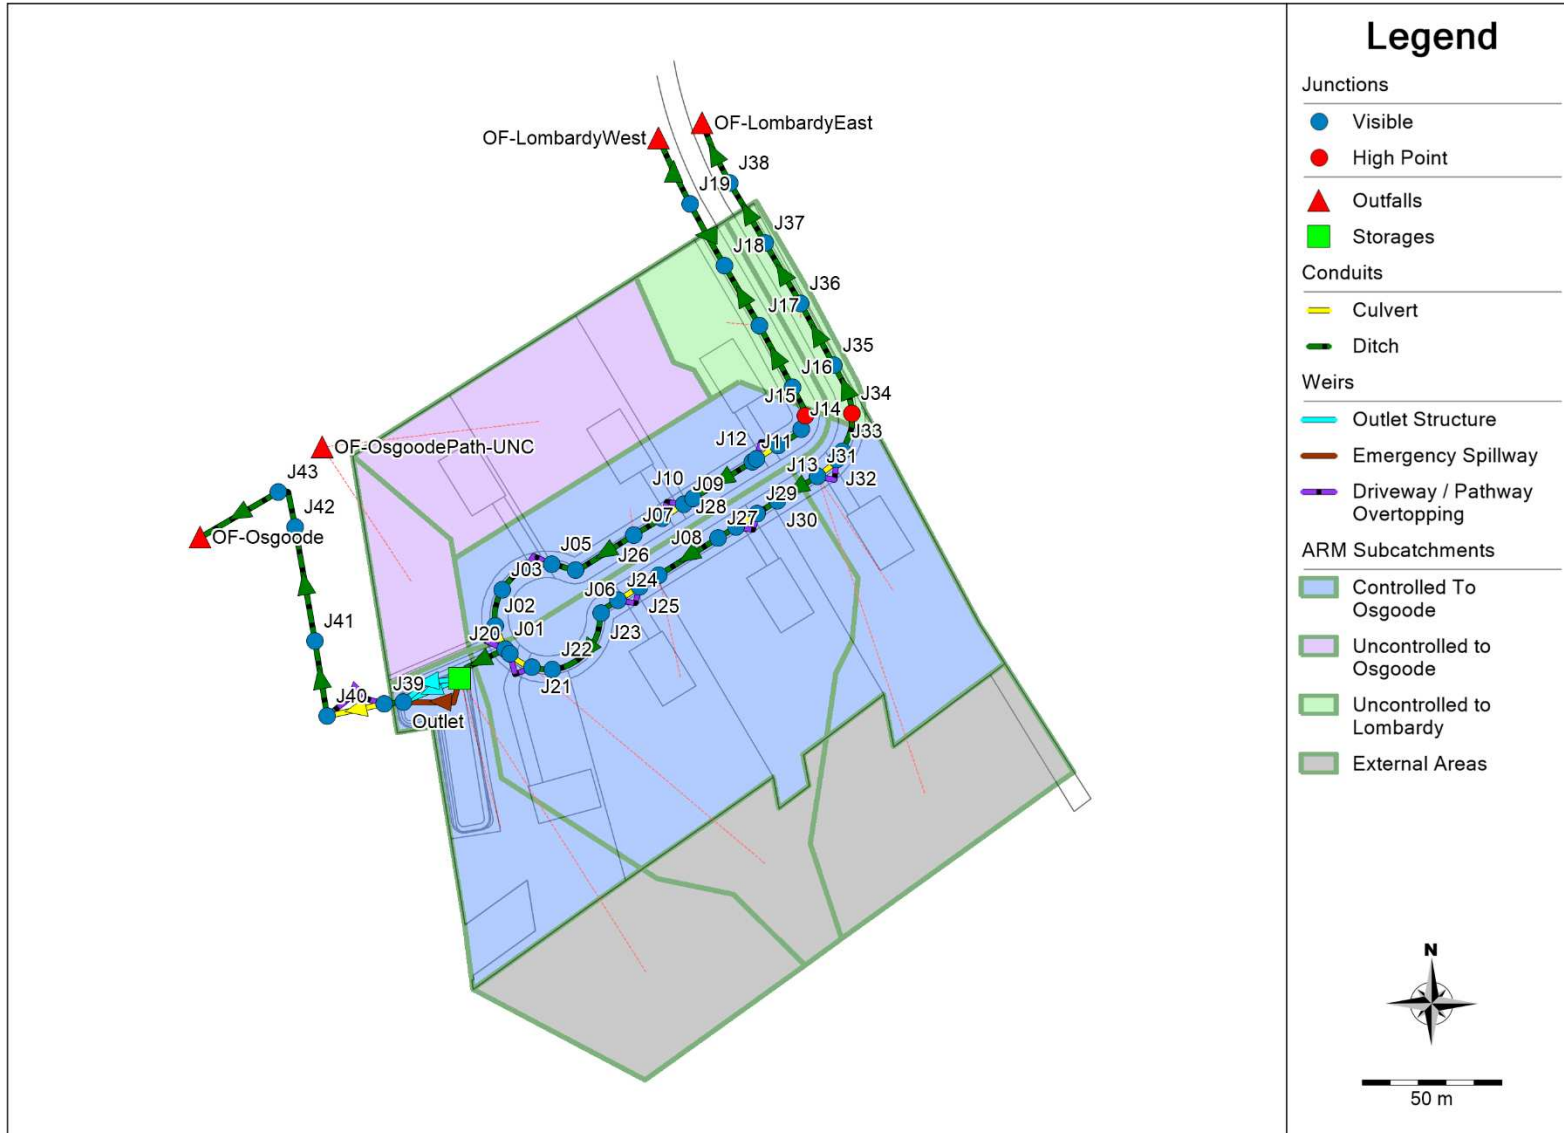 Legend
Junctions
Visible
High Point
Outfalls
Storages
Conduits
Culvert
Ditch
Weirs
Outlet Structure
Emergency Spillway
Driveway / Pathway
Overtopping
ARM Subcatchments
Controlled To
Osgoode
Uncontrolled to
Osgoode
Uncontrolled to
Lombardy
External Areas
N
50 m
OF-LombardyEast
OF-LombardyWest
J38
J19
J37
J18
J36
J17
J35
J16
J15
J34
J14
J33
J12
J11
J31
J13
J32
OF-OsgoodePath-UNC
J43
J10
J09
J29
J42
J28
J30
J07
J27
OF-Osgoode
J08
J05
J26
J03
J24
J06
J02
J25
J41
J23
J20
J01
J22
J21
J39
J40
Outlet